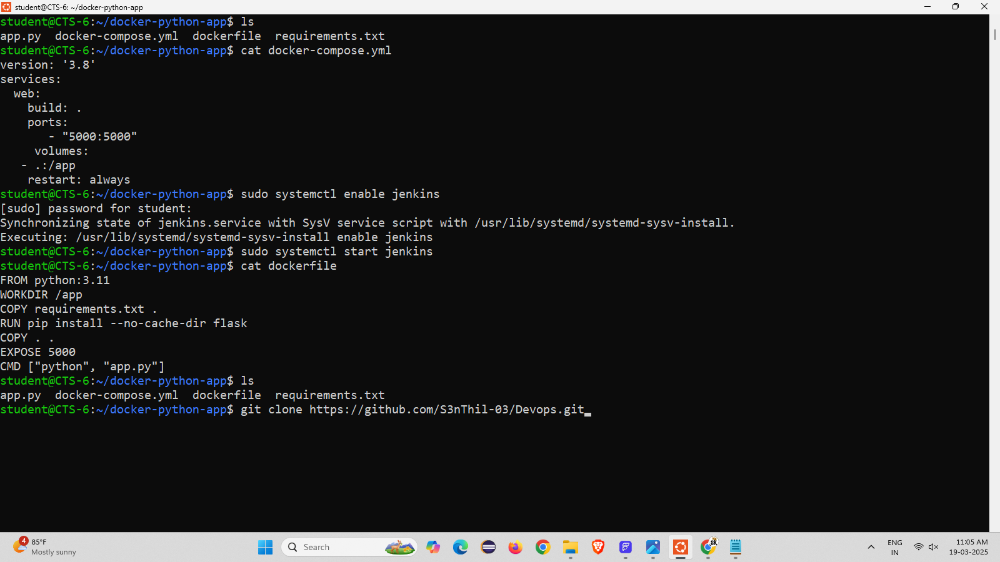 student@CTS-6: ~/docker-python-app
student@CTS-6:~/docker-python-app$ ls
app.py  docker-compose.yml  dockerfile  requirements.txt
student@CTS-6:~/docker-python-app$ cat docker-compose.yml
version: '3.8'
services:
  web:
    build: .
    ports:
       - "5000:5000"
     volumes:
   - .:/app
    restart: always
student@CTS-6:~/docker-python-app$ sudo systemctl enable jenkins
[sudo] password for student:
Synchronizing state of jenkins.service with SysV service script with /usr/lib/systemd/systemd-sysv-install.
Executing: /usr/lib/systemd/systemd-sysv-install enable jenkins
student@CTS-6:~/docker-python-app$ sudo systemctl start jenkins
student@CTS-6:~/docker-python-app$ cat dockerfile
FROM python:3.11
WORKDIR /app
COPY requirements.txt .
RUN pip install --no-cache-dir flask
COPY . .
EXPOSE 5000
CMD ["python", "app.py"]
student@CTS-6:~/docker-python-app$ ls
app.py  docker-compose.yml  dockerfile  requirements.txt
student@CTS-6:~/docker-python-app$ git clone https://github.com/S3nThil-03/Devops.git
4
85°F
Mostly sunny
Search
SK
ENG
IN
11:05 AM
19-03-2025